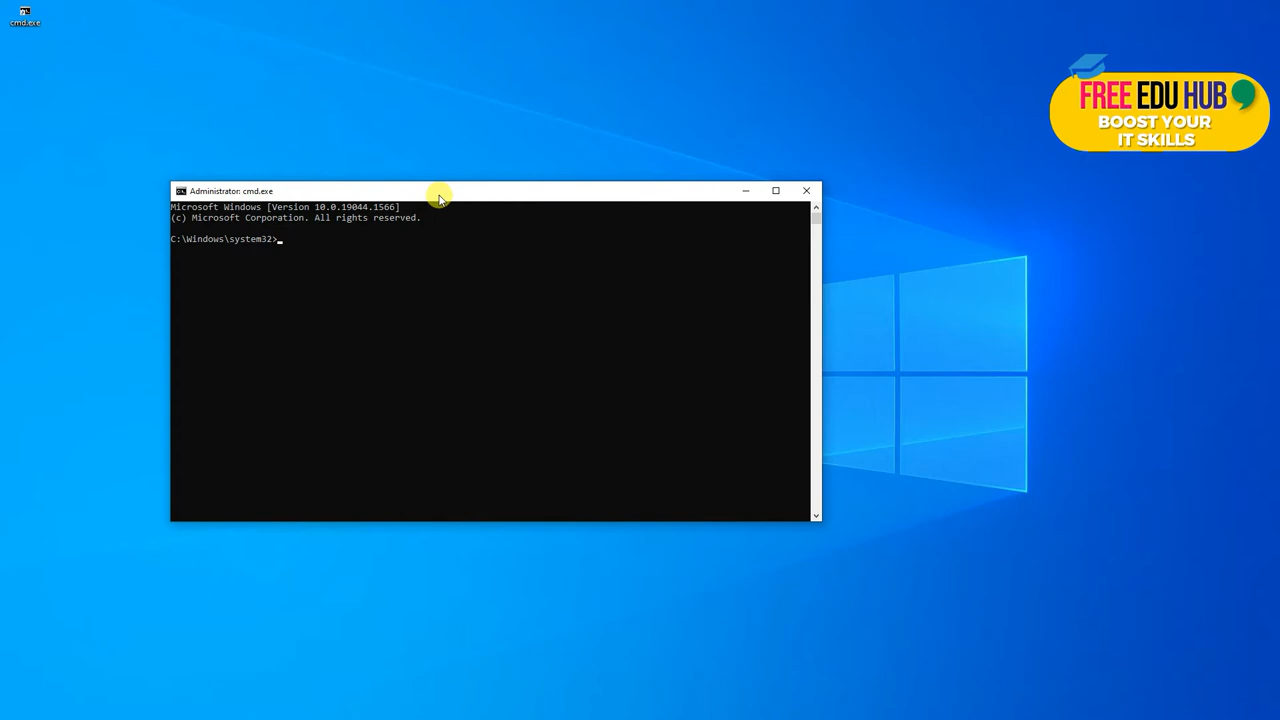 cmd.exe
FREE EDU HUB
BOOST YOUR
IT SKILLS
Administrator: cmd.exe
Microsoft Windows [Version 10.0.19044.1566]
(c) Microsoft Corporation. All rights reserved.
C:\Windows\system32>_